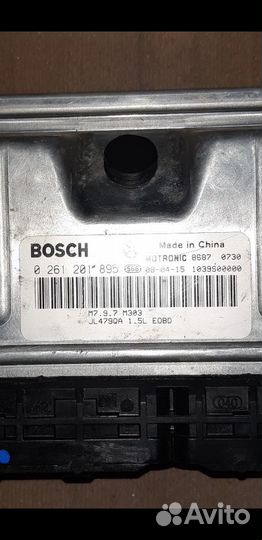 Made in China
BOSCH
MOTRONIC 8687 0730
0 261 201 895 08-04-15 1039S00000
M7.9.7 M303
JL479QA 1.5L EOBD
Avito